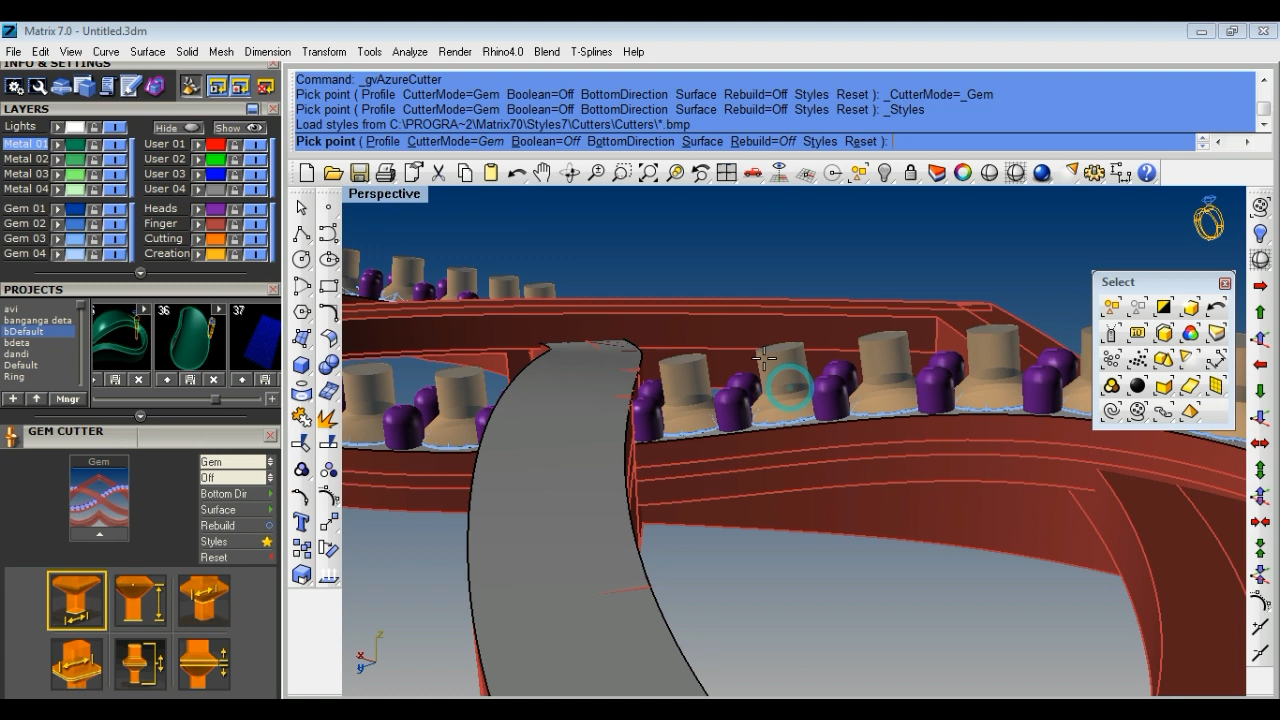 Matrix 7.0 - Untitled.3dm
File Edit View Curve Surface Solid Mesh Dimension Transform Tools Analyze Render Rhino4.0 Blend T-Splines Help
INFO & SETTINGS
LAYERS
Lights Hide Show
Metal 01 User 01
Metal 02 User 02
Metal 03 User 03
Metal 04 User 04
Gem 01 Heads
Gem 02 Finger
Gem 03 Cutting
Gem 04 Creation
PROJECTS
avi
banganga deta
bDefault
bdeta
dandi
Default
Ring
36 37
Mngr
GEM CUTTER
Gem
Gem
Off
Bottom Dir
Surface
Rebuild
Styles
Reset
Command: _gvAzureCutter
Pick point ( Profile CutterMode=Gem Boolean=Off BottomDirection Surface Rebuild=Off Styles Reset ): _CutterMode=_Gem
Pick point ( Profile CutterMode=Gem Boolean=Off BottomDirection Surface Rebuild=Off Styles Reset ): _Styles
Load styles from C:\PROGRA~2\Matrix70\Styles7\Cutters\Cutters\*.bmp
Pick point ( Profile CutterMode=Gem Boolean=Off BottomDirection Surface Rebuild=Off Styles Reset ):
Perspective
Select
z
x
y